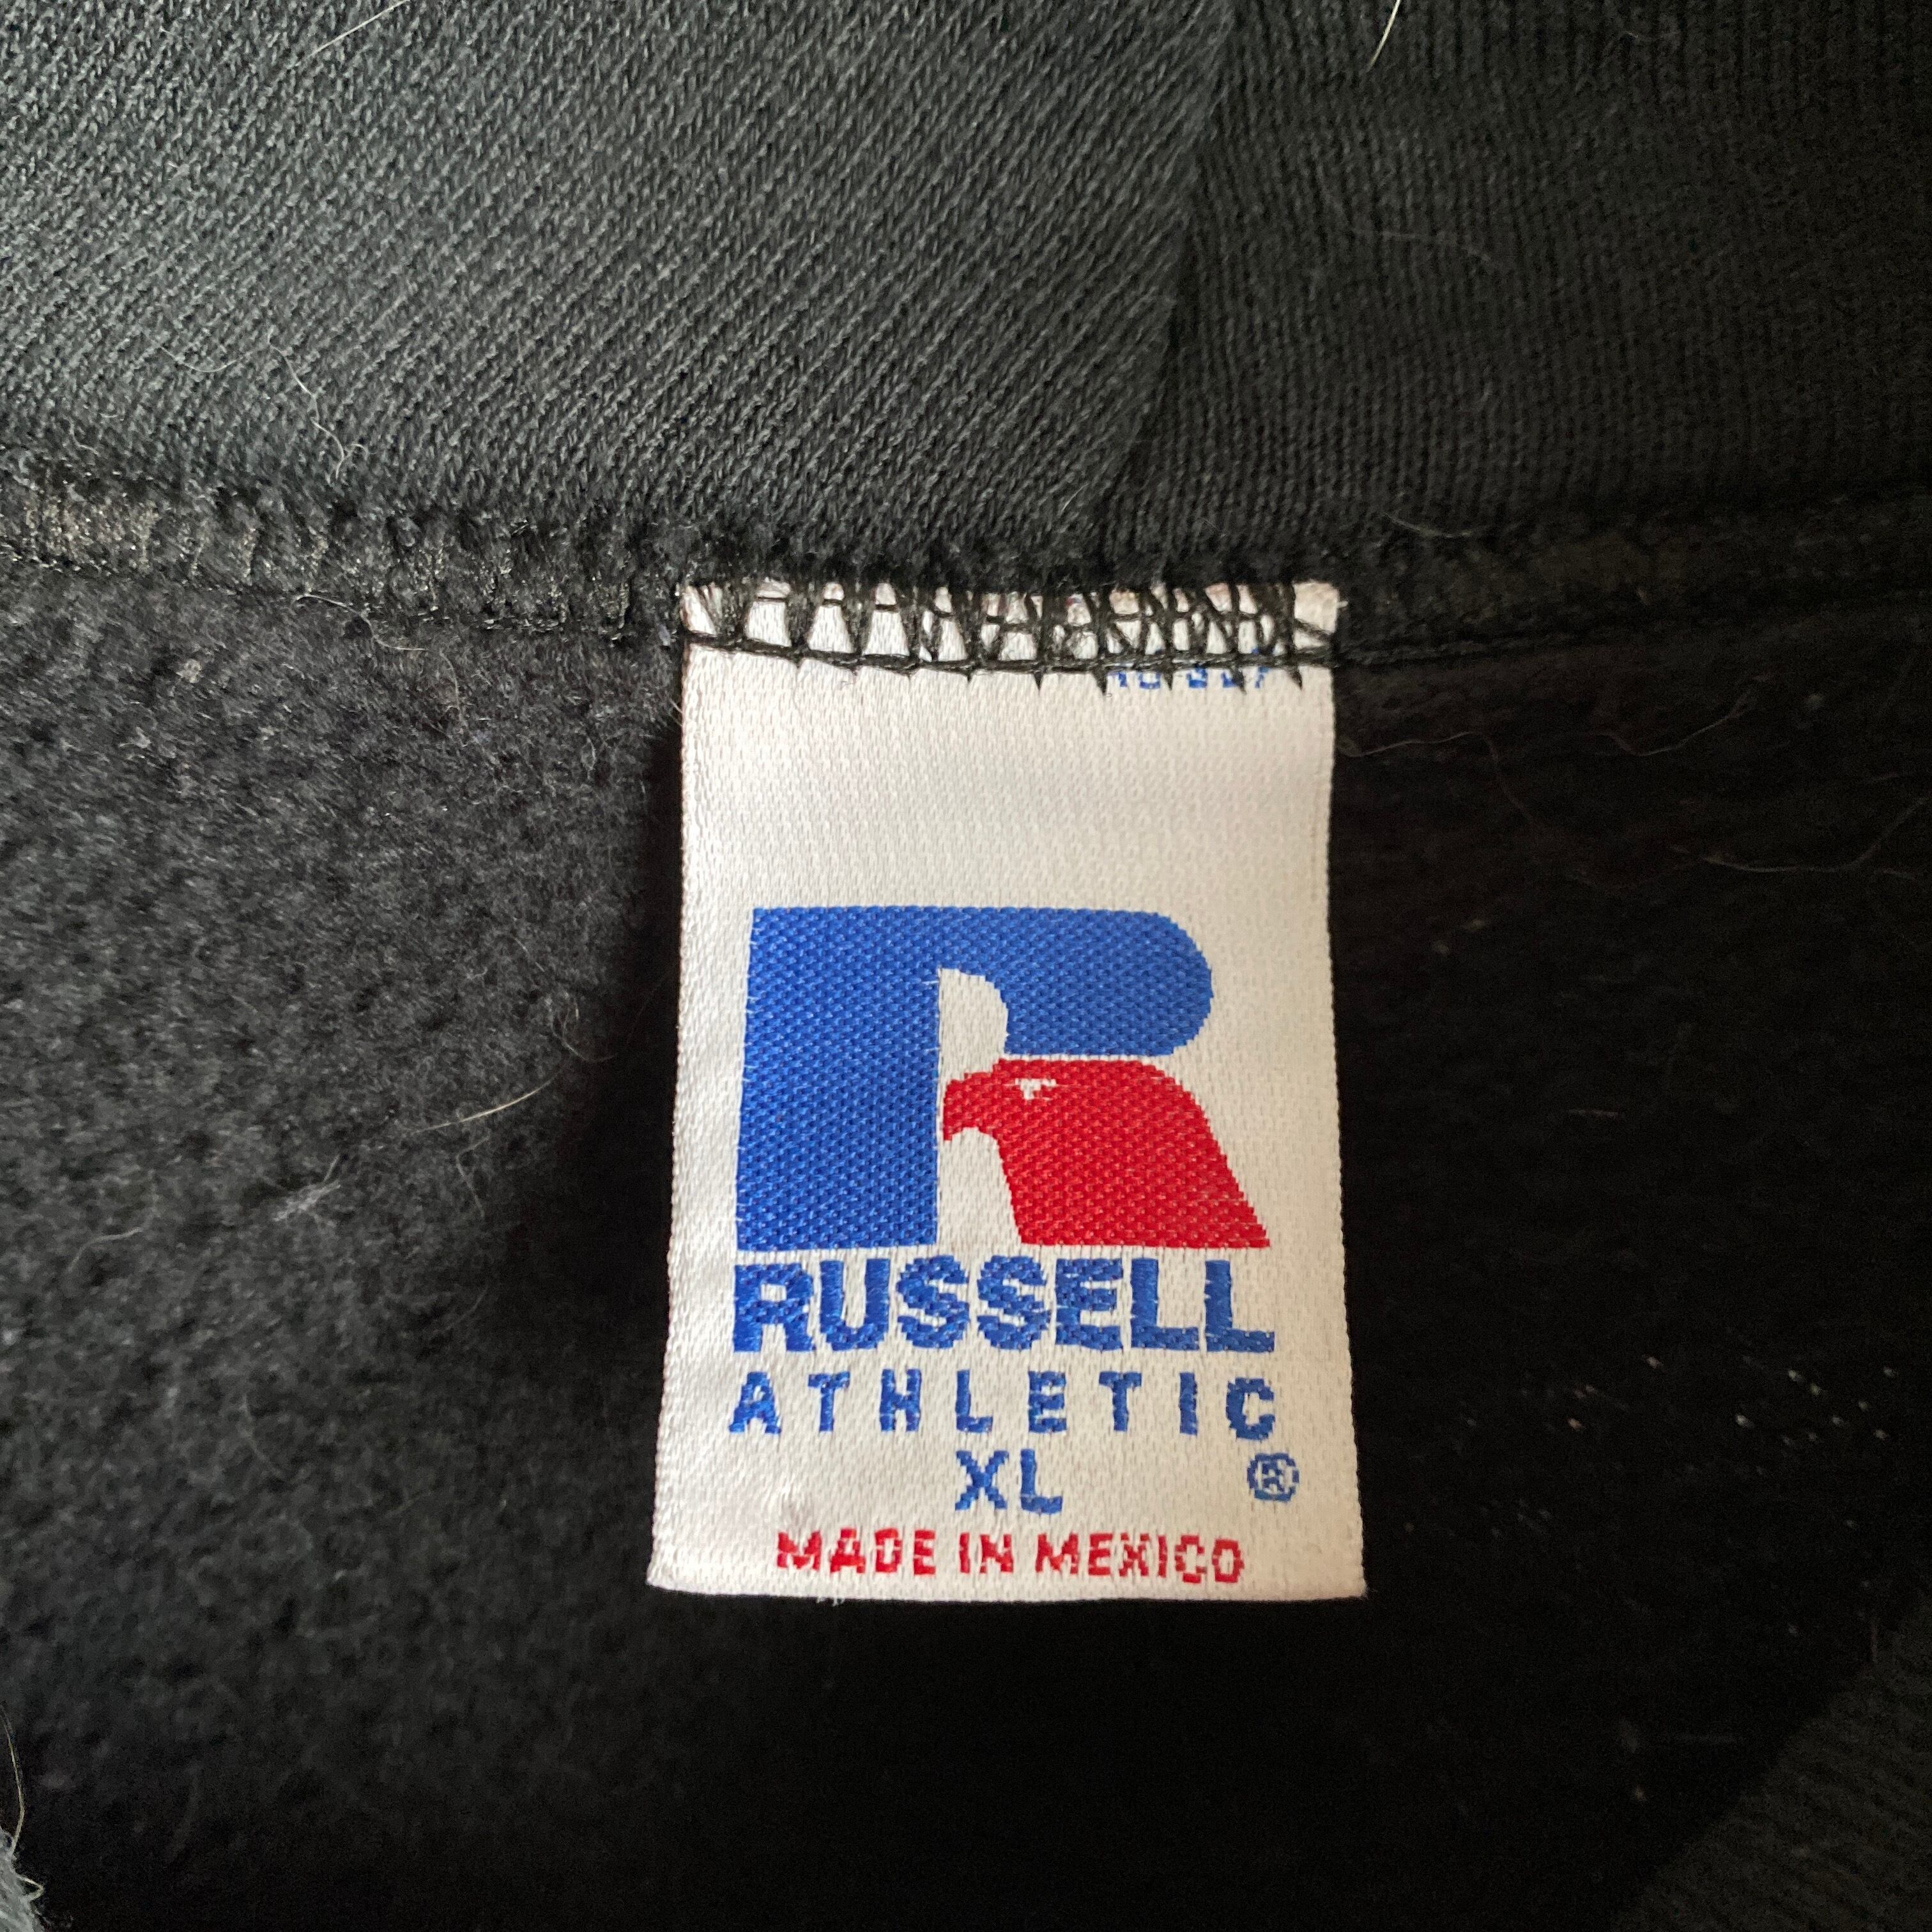 RUSSELL
ATHLETIC
XL ®
MADE IN MEXICO